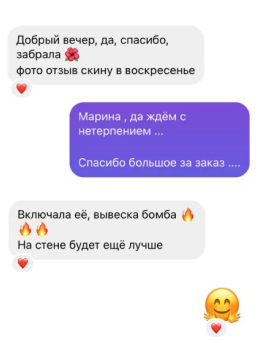 Добрый вечер, да, спасибо,
забрала 🌺
фото отзыв скину в воскресенье
Марина , да ждём с
нетерпением ...
Спасибо большое за заказ ....
Включала её, вывеска бомба 🔥
🔥🔥
На стене будет ещё лучше